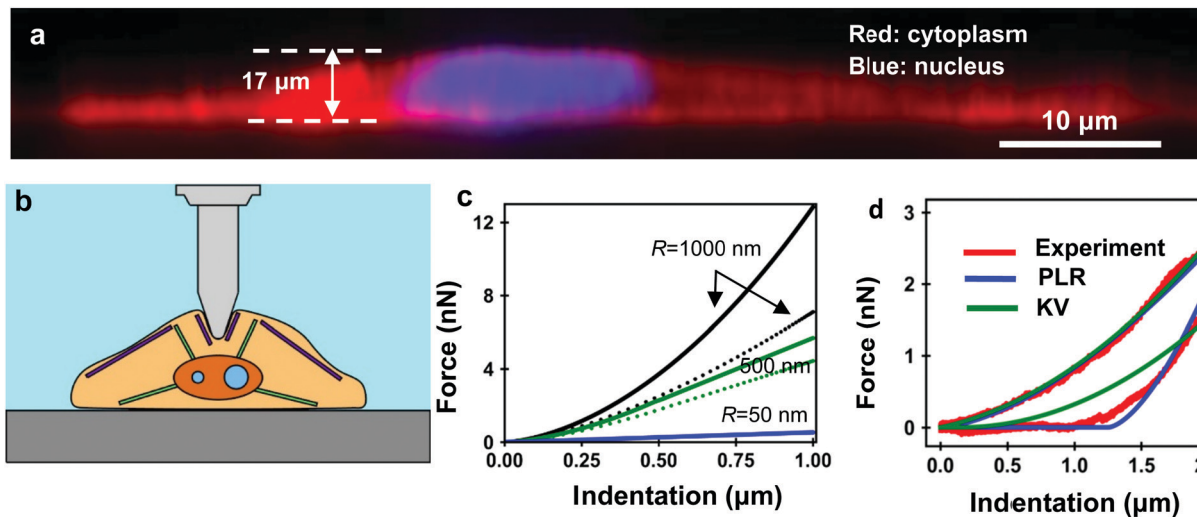 a
17 µm
Red: cytoplasm
Blue: nucleus
10 µm
b
c
Force (nN)
12
8
4
0
R=1000 nm
500 nm
R=50 nm
0.00
0.25
0.50
0.75
1.00
Indentation (µm)
d
Force (nN)
3
2
1
0
Experiment
PLR
KV
0.0
0.5
1.0
1.5
2
Indentation (µm)